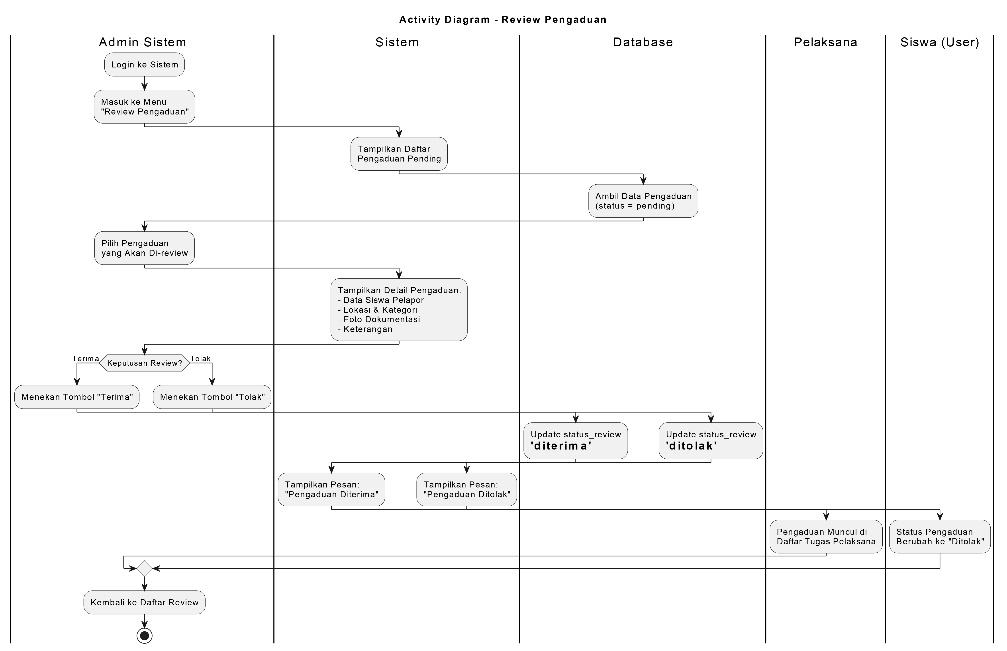 Activity Diagram - Review Pengaduan
Admin Sistem
Sistem
Database
Pelaksana
Siswa (User)
Login ke Sistem
Masuk ke Menu
"Review Pengaduan"
Tampilkan Daftar
Pengaduan Pending
Ambil Data Pengaduan
(status = pending)
Pilih Pengaduan
yang Akan Di-review
Tampilkan Detail Pengaduan:
- Data Siswa Pelapor
- Lokasi & Kategori
Foto Dokumentasi
- Keterangan
Terima
Keputusan Review?
Tolak
Menekan Tombol "Terima"
Menekan Tombol "Tolak"
Update status_review
'diterima'
Update status_review
'ditolak'
Tampilkan Pesan:
"Pengaduan Diterima"
Tampilkan Pesan:
"Pengaduan Ditolak"
Pengaduan Muncul di
Daftar Tugas Pelaksana
Status Pengaduan
Berubah ke "Ditolak"
Kembali ke Daftar Review